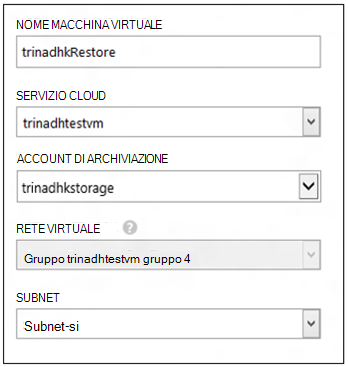 NOME MACCHINA VIRTUALE
trinadhkRestore
SERVIZIO CLOUD
trinadhtestvm
ACCOUNT DI ARCHIVIAZIONE
trinadhkstorage
RETE VIRTUALE ?
Gruppo trinadhtestvm gruppo 4
SUBNET
Subnet-si